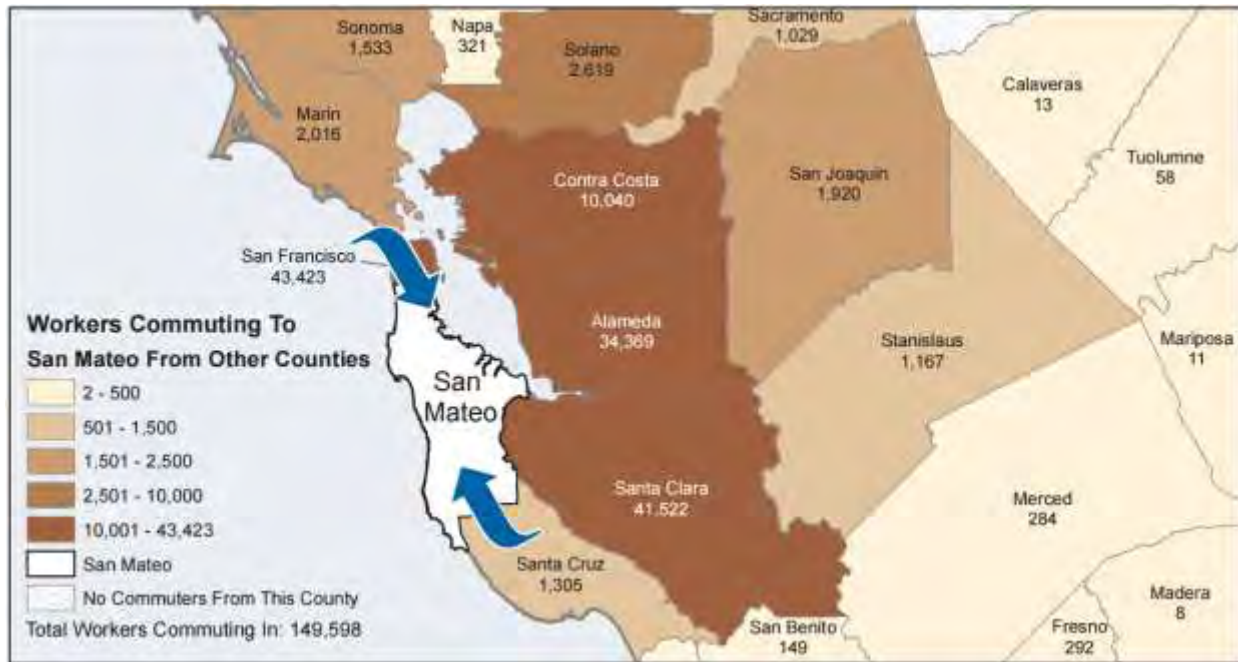 Sonoma
1,533
Napa
321
Solano
2,619
Sacramento
1,029
Calaveras
13
Marin
2,016
Tuolumne
58
Contra Costa
10,040
San Joaquin
1,920
San Francisco
43,423
Alameda
34,369
Stanislaus
1,167
Mariposa
11
San
Mateo
Santa Clara
41,522
Merced
284
Santa Cruz
1,305
San Benito
149
Fresno
292
Madera
8
Workers Commuting To
San Mateo From Other Counties
2 - 500
501 - 1,500
1,501 - 2,500
2,501 - 10,000
10,001 - 43,423
San Mateo
No Commuters From This County
Total Workers Commuting In: 149,598